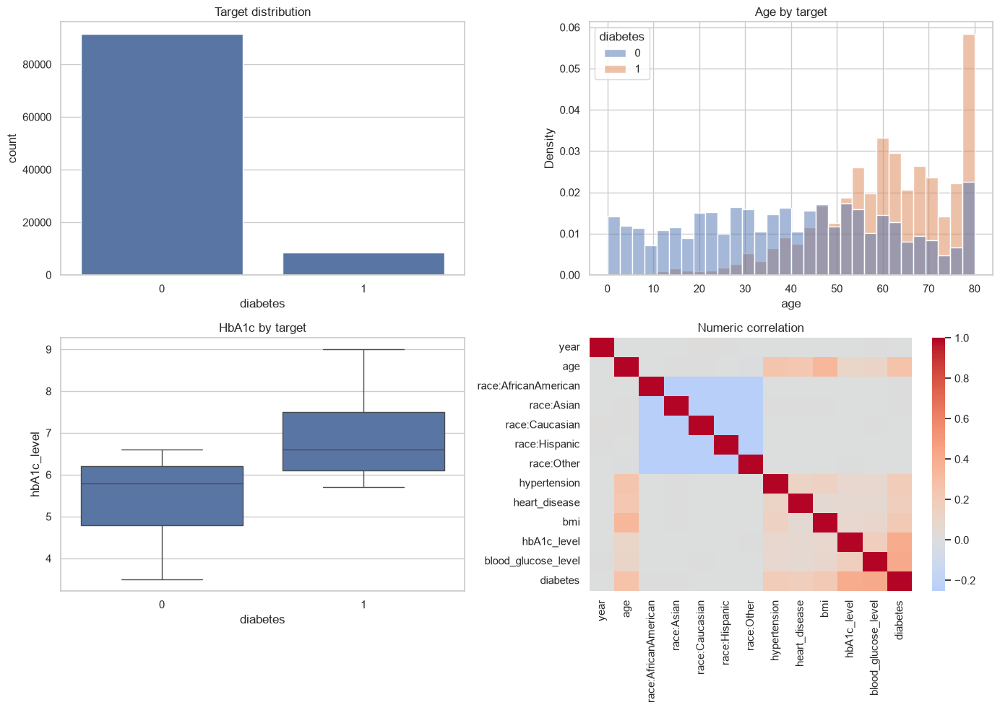 Target distribution
count
80000
60000
40000
20000
0
0
1
diabetes
Age by target
Density
0.06
0.05
0.04
0.03
0.02
0.01
0.00
diabetes
0
1
0
10
20
30
40
50
60
70
80
age
HbA1c by target
hbA1c_level
9
8
7
6
5
4
0
1
diabetes
Numeric correlation
year
age
race:AfricanAmerican
race:Asian
race:Caucasian
race:Hispanic
race:Other
hypertension
heart_disease
bmi
hbA1c_level
blood_glucose_level
diabetes
year
age
race:AfricanAmerican
race:Asian
race:Caucasian
race:Hispanic
race:Other
hypertension
heart_disease
bmi
hbA1c_level
blood_glucose_level
diabetes
1.0
0.8
0.6
0.4
0.2
0.0
−0.2